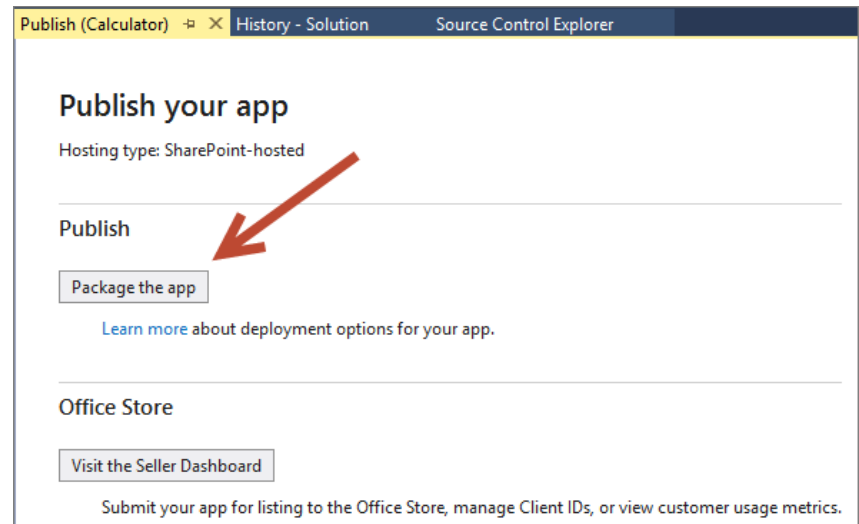 Publish (Calculator) History - Solution Source Control Explorer
Publish your app
Hosting type: SharePoint-hosted
Publish
Package the app
Learn more about deployment options for your app.
Office Store
Visit the Seller Dashboard
Submit your app for listing to the Office Store, manage Client IDs, or view customer usage metrics.